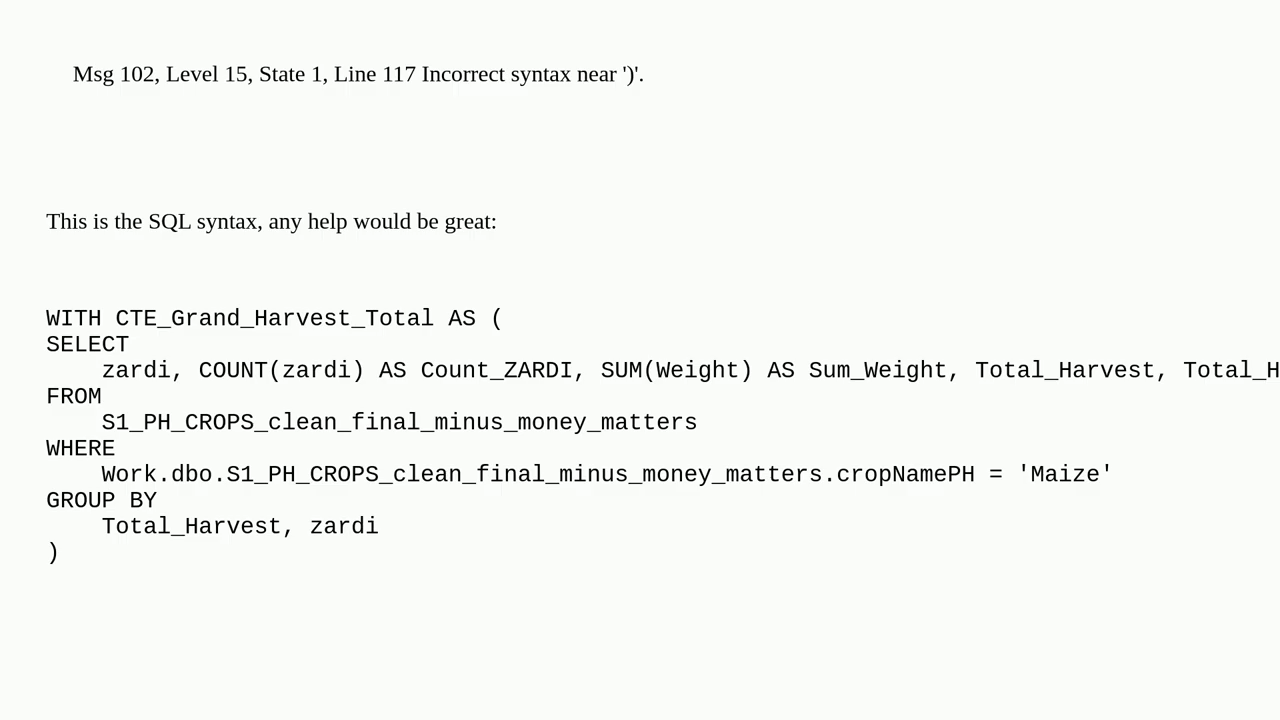 Msg 102, Level 15, State 1, Line 117 Incorrect syntax near ')'.
This is the SQL syntax, any help would be great:
WITH CTE_Grand_Harvest_Total AS (
SELECT
    zardi, COUNT(zardi) AS Count_ZARDI, SUM(Weight) AS Sum_Weight, Total_Harvest, Total_H
FROM
    S1_PH_CROPS_clean_final_minus_money_matters
WHERE
    Work.dbo.S1_PH_CROPS_clean_final_minus_money_matters.cropNamePH = 'Maize'
GROUP BY
    Total_Harvest, zardi
)